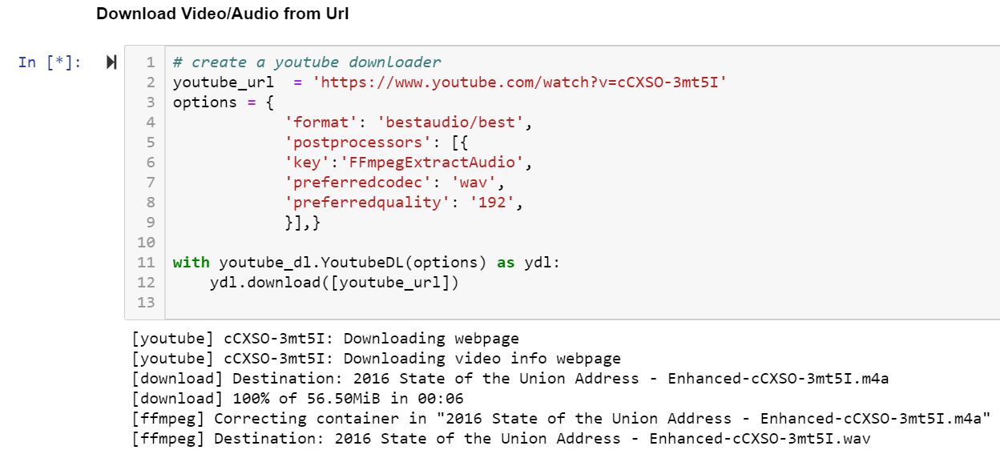 Download Video/Audio from Url
In [*]:
1 # create a youtube downloader
2 youtube_url  = 'https://www.youtube.com/watch?v=cCXSO-3mt5I'
3 options = {
4             'format': 'bestaudio/best',
5             'postprocessors': [{
6             'key':'FFmpegExtractAudio',
7             'preferredcodec': 'wav',
8             'preferredquality': '192',
9             }],}
10
11 with youtube_dl.YoutubeDL(options) as ydl:
12     ydl.download([youtube_url])
13
[youtube] cCXSO-3mt5I: Downloading webpage
[youtube] cCXSO-3mt5I: Downloading video info webpage
[download] Destination: 2016 State of the Union Address - Enhanced-cCXSO-3mt5I.m4a
[download] 100% of 56.50MiB in 00:06
[ffmpeg] Correcting container in "2016 State of the Union Address - Enhanced-cCXSO-3mt5I.m4a"
[ffmpeg] Destination: 2016 State of the Union Address - Enhanced-cCXSO-3mt5I.wav